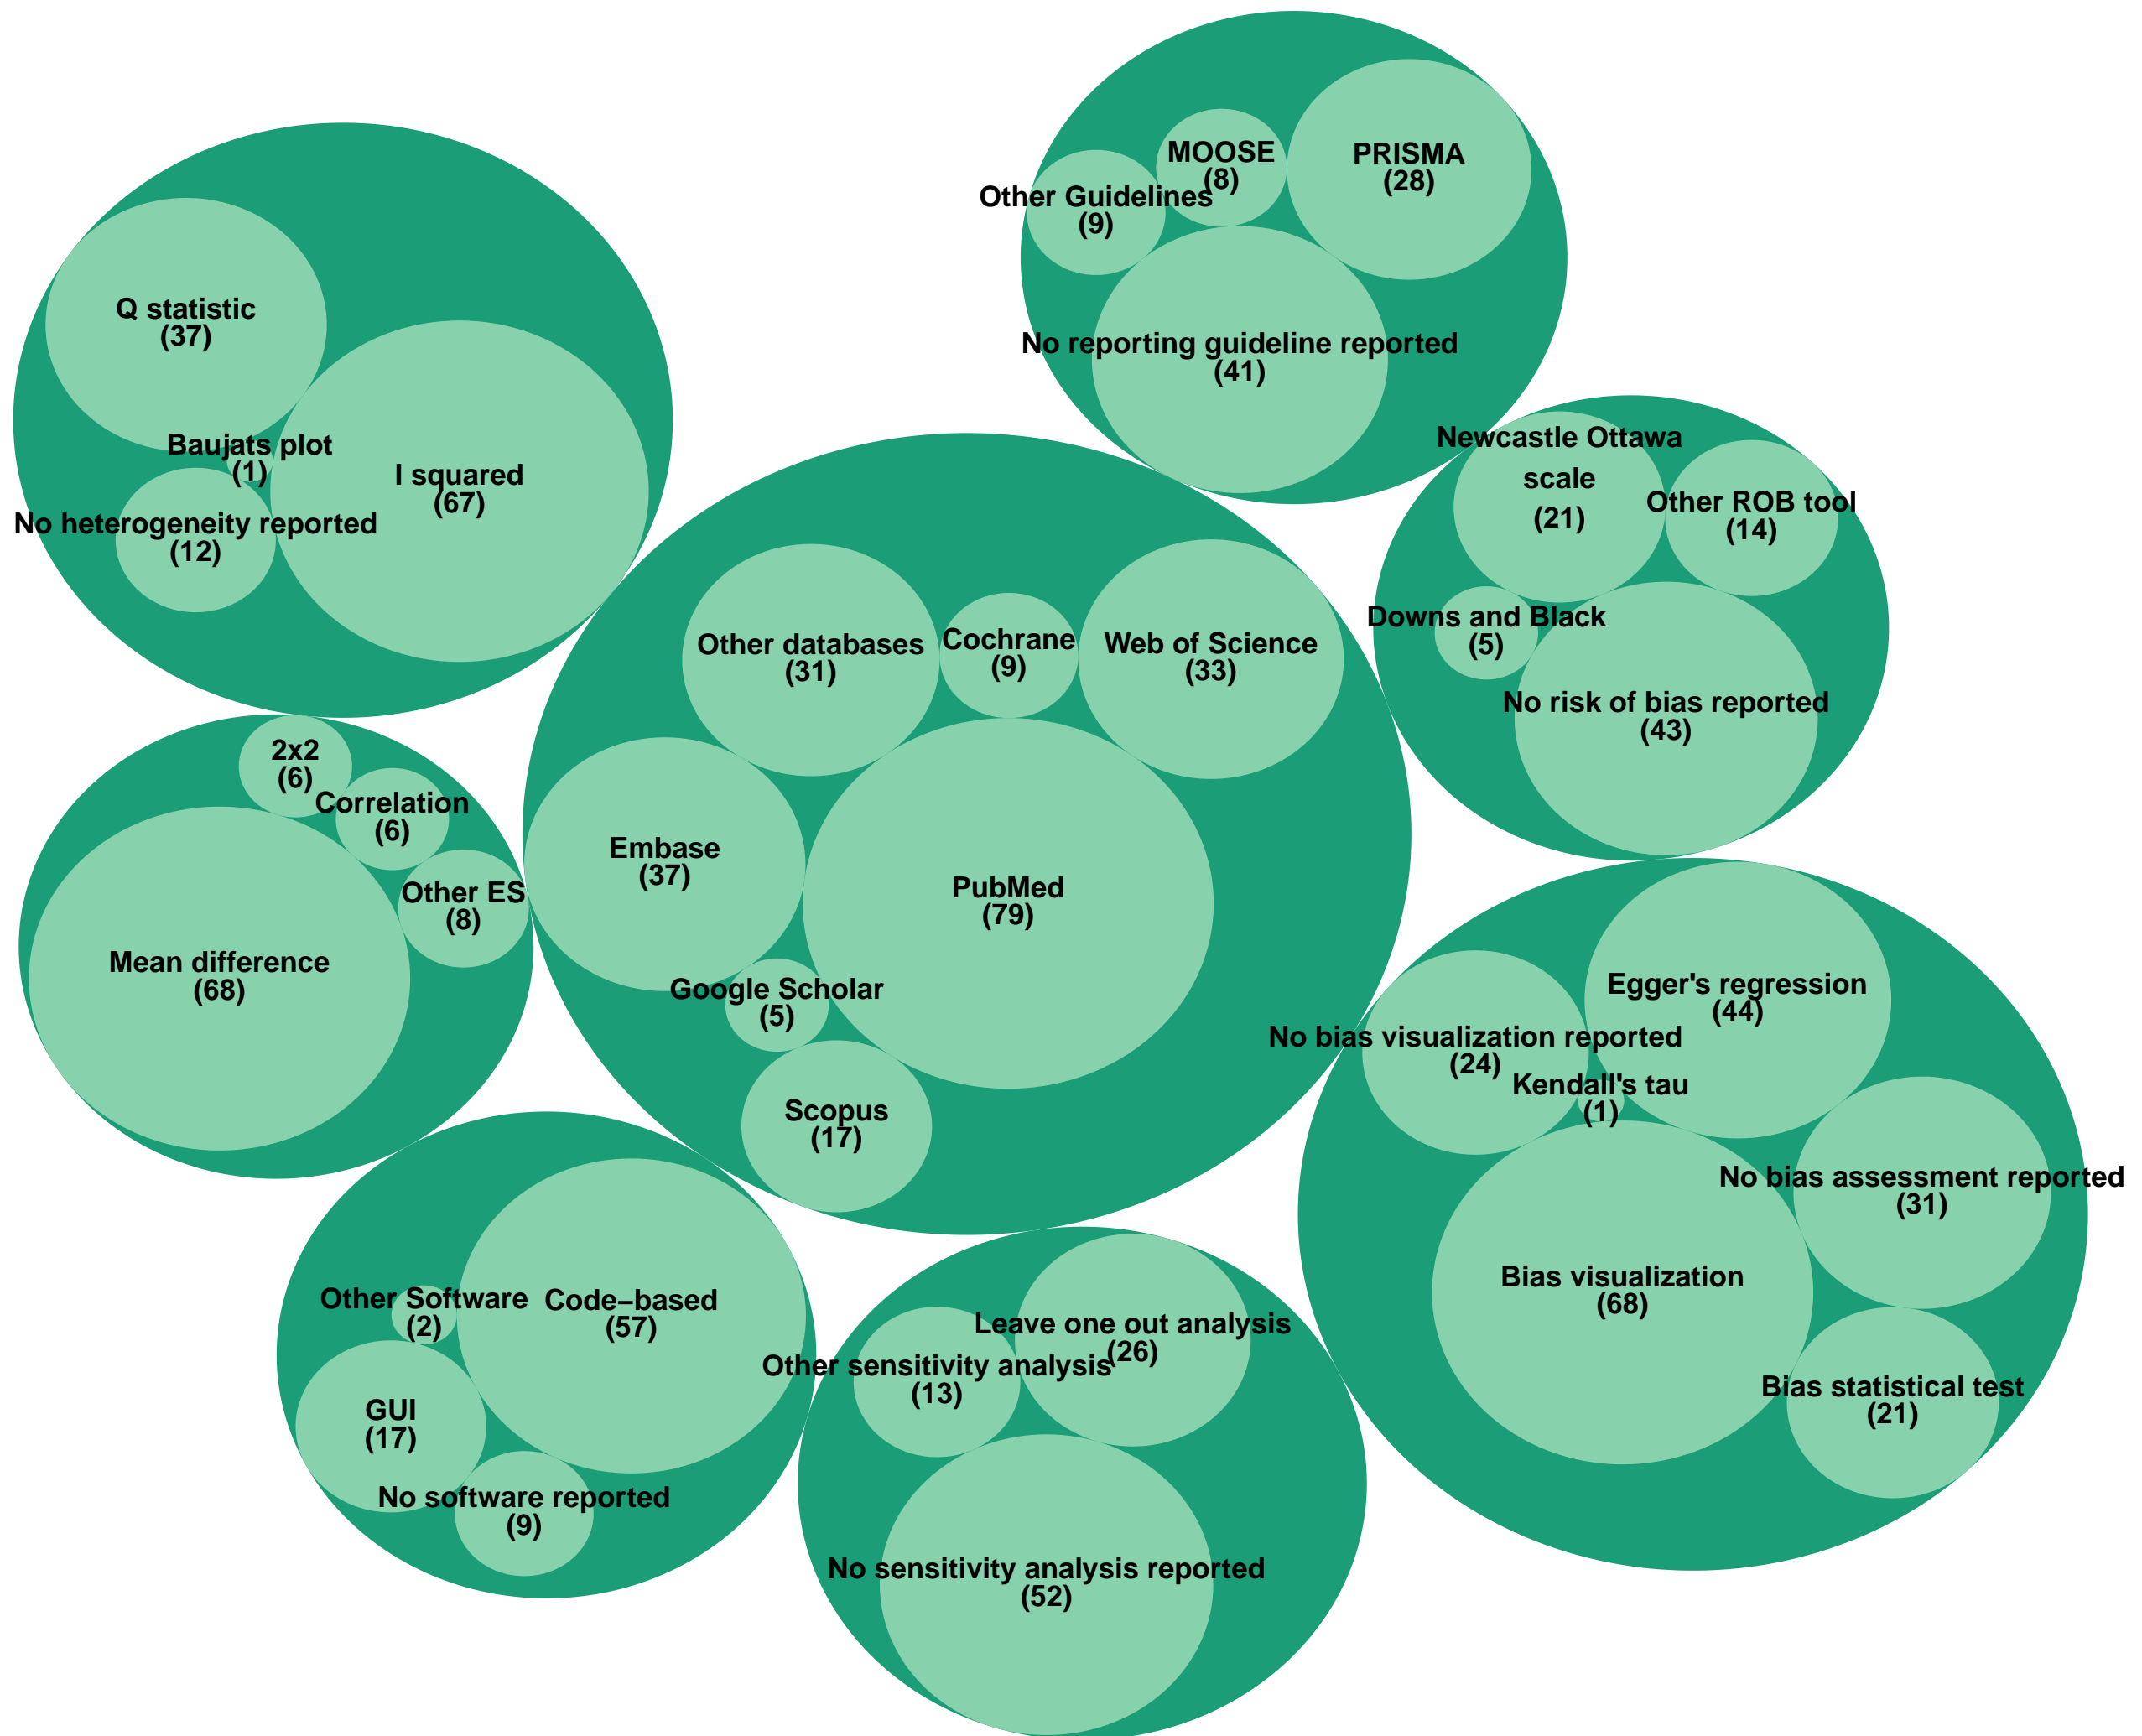 MOOSE
(8)
PRISMA
(28)
Other Guidelines
(9)
No reporting guideline reported
(41)
Q statistic
(37)
Baujats plot
(1)
I squared
(67)
No heterogeneity reported
(12)
Newcastle Ottawa
scale
(21)
Other ROB tool
(14)
Downs and Black
(5)
No risk of bias reported
(43)
Other databases
(31)
Cochrane
(9)
Web of Science
(33)
Embase
(37)
PubMed
(79)
Google Scholar
(5)
Scopus
(17)
2x2
(6)
Correlation
(6)
Other ES
(8)
Mean difference
(68)
Egger's regression
(44)
No bias visualization reported
(24)
Kendall's tau
(1)
No bias assessment reported
(31)
Bias visualization
(68)
Bias statistical test
(21)
Other Software
(2)
Code–based
(57)
GUI
(17)
No software reported
(9)
Leave one out analysis
(26)
Other sensitivity analysis
(13)
No sensitivity analysis reported
(52)